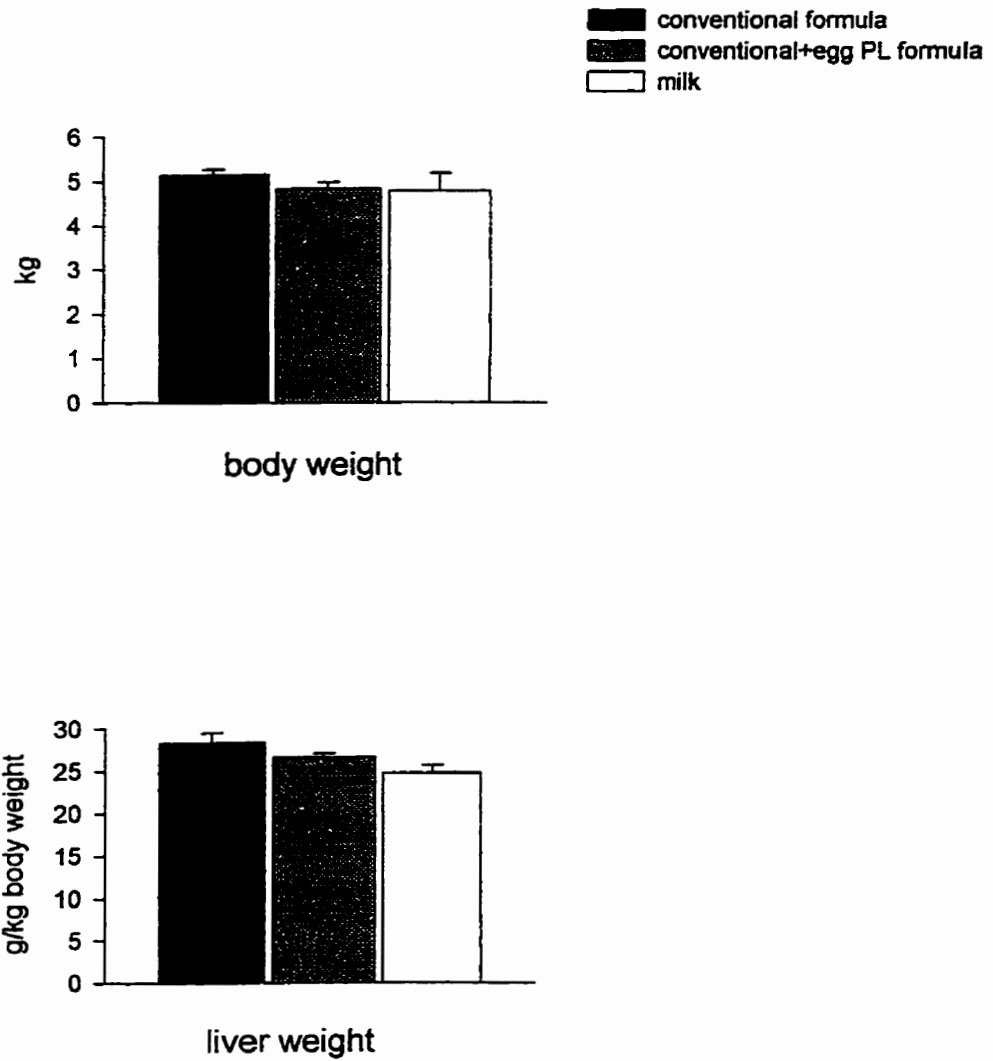 conventional formula
conventional+egg PL formula
milk
6
5
4
3
2
1
0
kg
body weight
30
25
20
15
10
5
0
g/kg body weight
liver weight